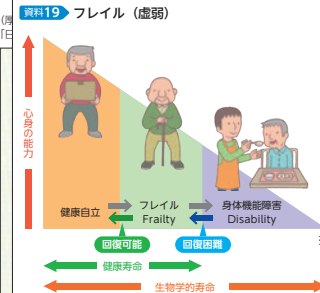 (厚
「日
資料19 フレイル（虚弱）
心身の能力
健康自立
フレイル
Frailty
身体機能障害
Disability
回復可能
回復困難
健康寿命
生物学的寿命